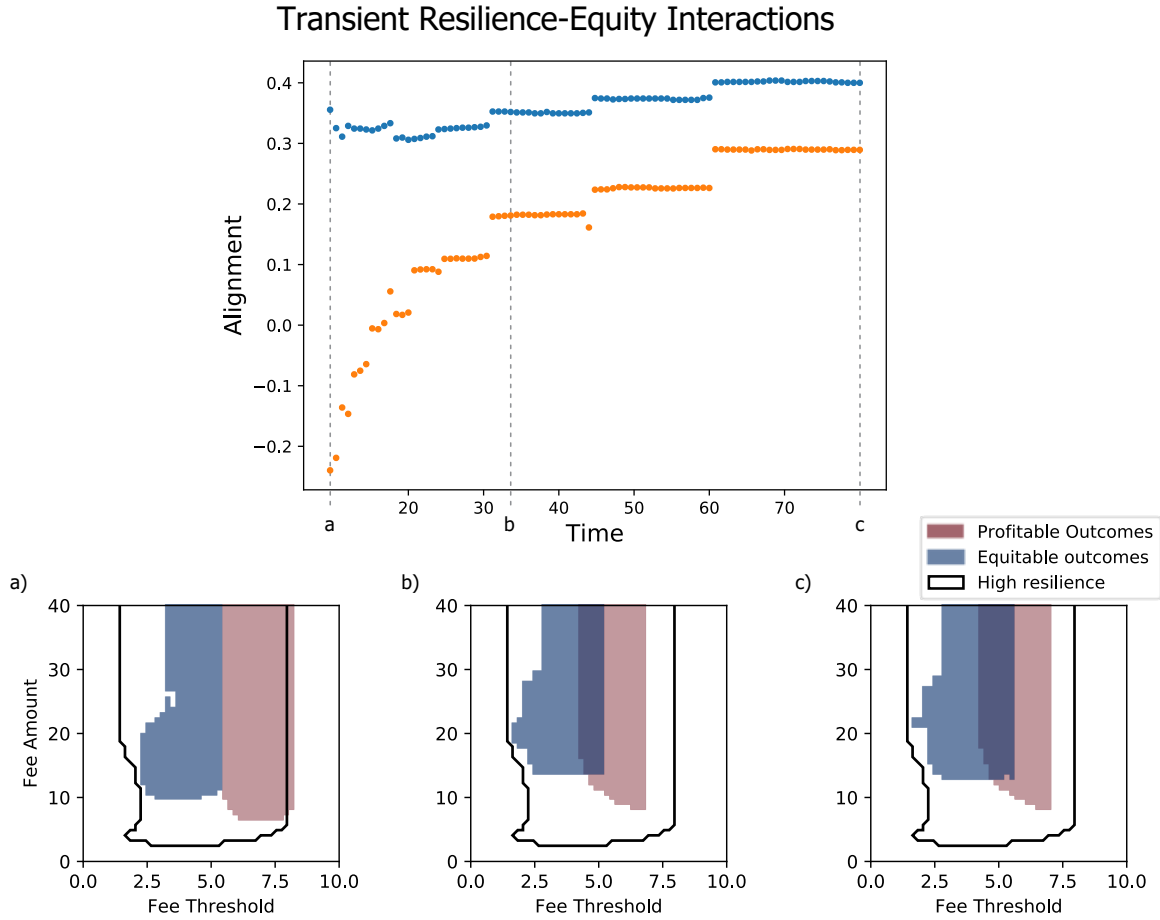 Transient Resilience-Equity Interactions
0.4
0.3
0.2
0.1
0.0
−0.1
−0.2
Alignment
20 30 40 50 60 70
a b c
Time
Profitable Outcomes
Equitable outcomes
High resilience
a)
40
30
20
10
0
Fee Amount
0.0 2.5 5.0 7.5 10.0
Fee Threshold
b)
40
30
20
10
0
0.0 2.5 5.0 7.5 10.0
Fee Threshold
c)
40
30
20
10
0
0.0 2.5 5.0 7.5 10.0
Fee Threshold